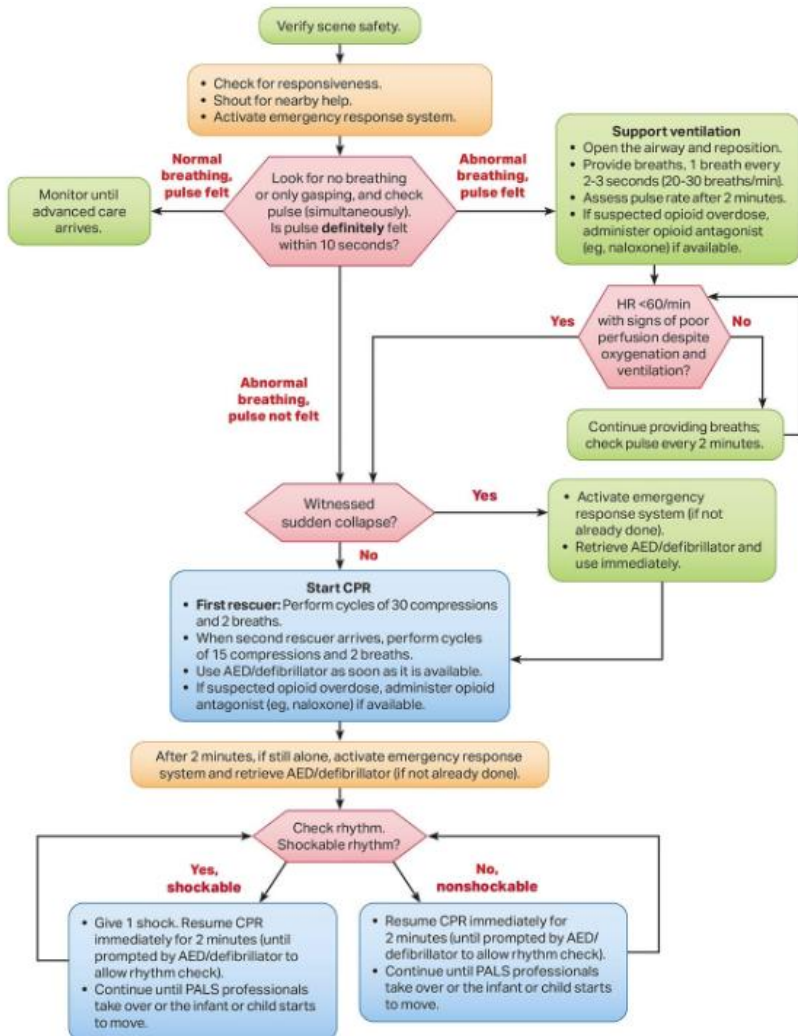 Verify scene safety.
• Check for responsiveness.
• Shout for nearby help.
• Activate emergency response system.
Normal
breathing,
pulse felt
Look for no breathing
or only gasping, and check
pulse (simultaneously).
Is pulse definitely felt
within 10 seconds?
Abnormal
breathing,
pulse felt
Monitor until
advanced care
arrives.
Support ventilation
• Open the airway and reposition.
• Provide breaths, 1 breath every
2-3 seconds (20-30 breaths/min).
• Assess pulse rate after 2 minutes.
• If suspected opioid overdose,
administer opioid antagonist
(eg, naloxone) if available.
Yes
HR <60/min
with signs of poor
perfusion despite
oxygenation and
ventilation?
No
Abnormal
breathing,
pulse not felt
Continue providing breaths;
check pulse every 2 minutes.
Witnessed
sudden collapse?
Yes
• Activate emergency
response system (if not
already done).
• Retrieve AED/defibrillator and
use immediately.
No
Start CPR
• First rescuer: Perform cycles of 30 compressions
and 2 breaths.
• When second rescuer arrives, perform cycles
of 15 compressions and 2 breaths.
• Use AED/defibrillator as soon as it is available.
• If suspected opioid overdose, administer opioid
antagonist (eg, naloxone) if available.
After 2 minutes, if still alone, activate emergency response
system and retrieve AED/defibrillator (if not already done).
Check rhythm.
Shockable rhythm?
Yes,
shockable
No,
nonshockable
• Give 1 shock. Resume CPR
immediately for 2 minutes (until
prompted by AED/defibrillator to
allow rhythm check).
• Continue until PALS professionals
take over or the infant or child starts
to move.
• Resume CPR immediately for
2 minutes (until prompted by AED/
defibrillator to allow rhythm check).
• Continue until PALS professionals
take over or the infant or child starts
to move.